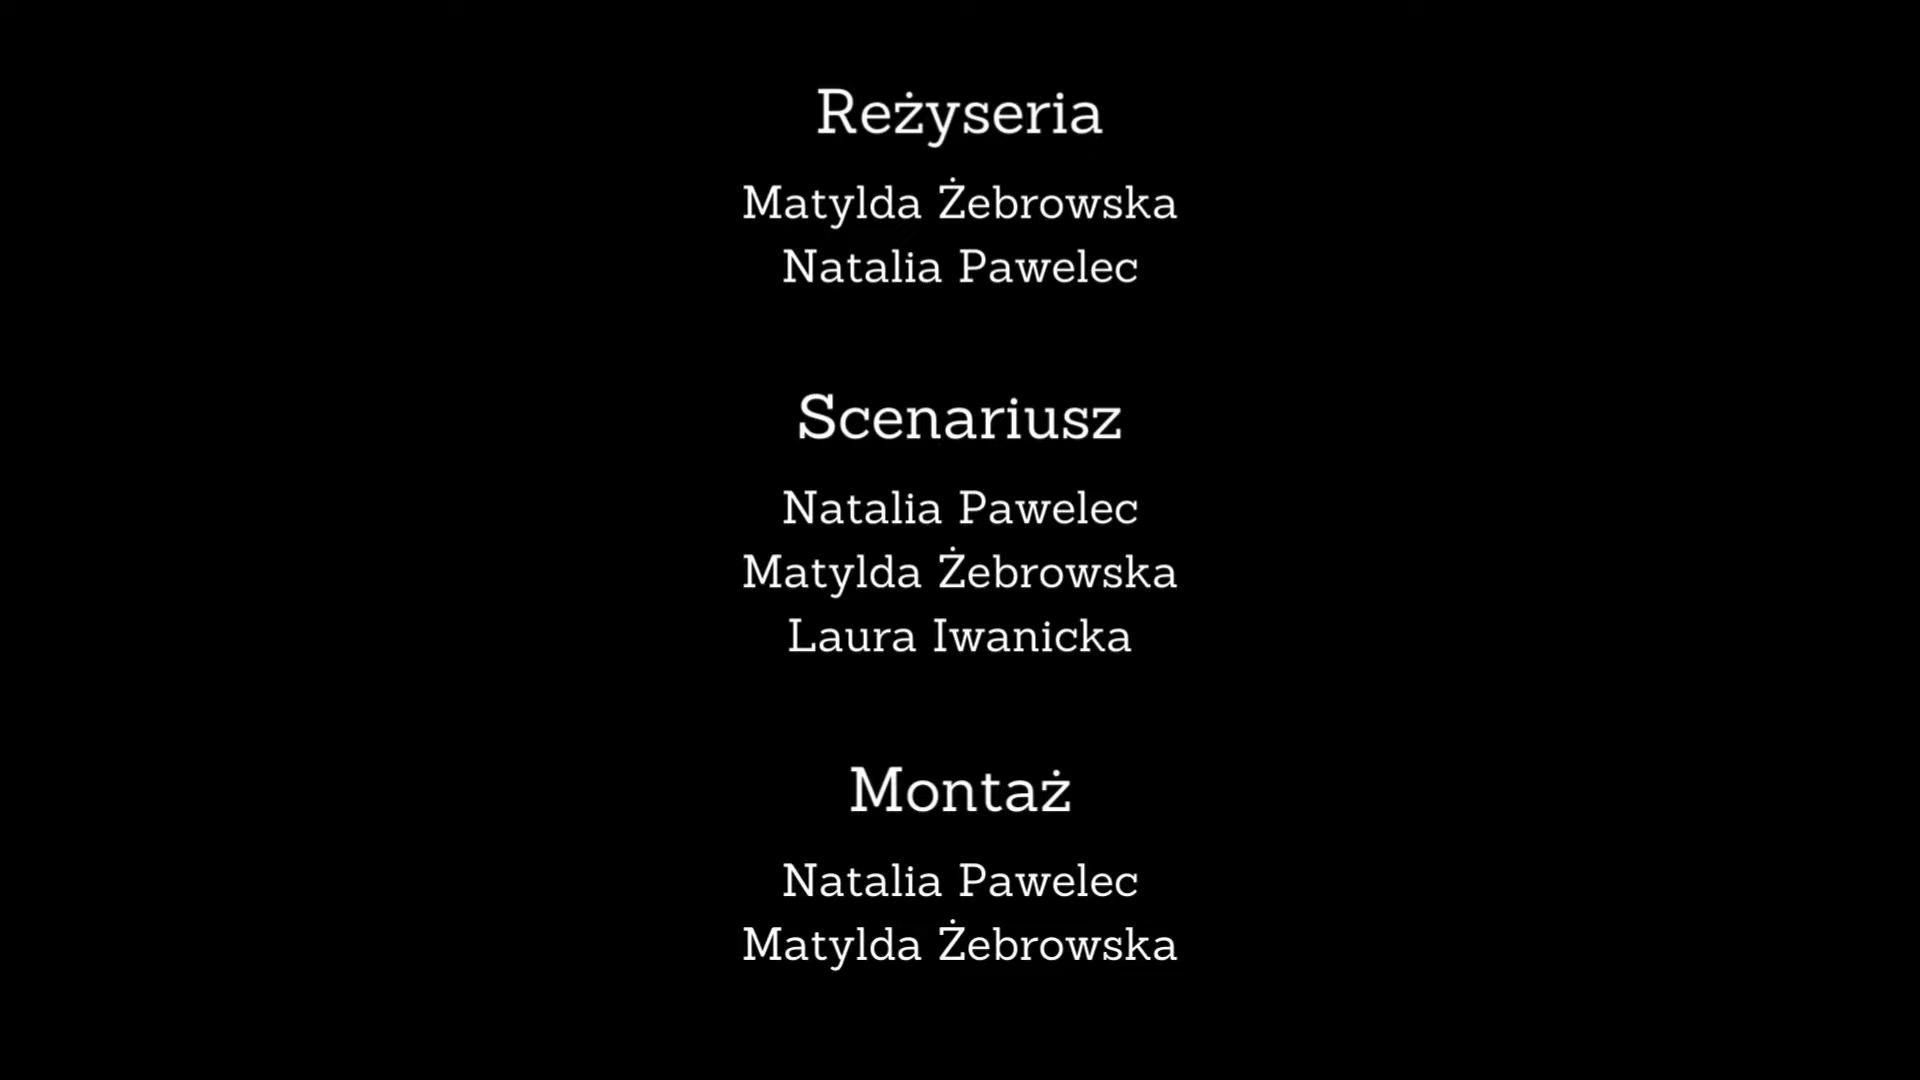 Reżyseria
Matylda Żebrowska
Natalia Pawelec
Scenariusz
Natalia Pawelec
Matylda Żebrowska
Laura Iwanicka
Montaż
Natalia Pawelec
Matylda Żebrowska